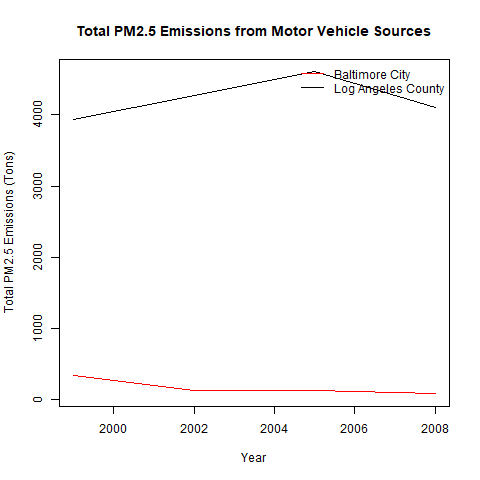 Total PM2.5 Emissions from Motor Vehicle Sources
Baltimore City
Log Angeles County
Total PM2.5 Emissions (Tons)
4000
3000
2000
1000
0
2000
2002
2004
2006
2008
Year